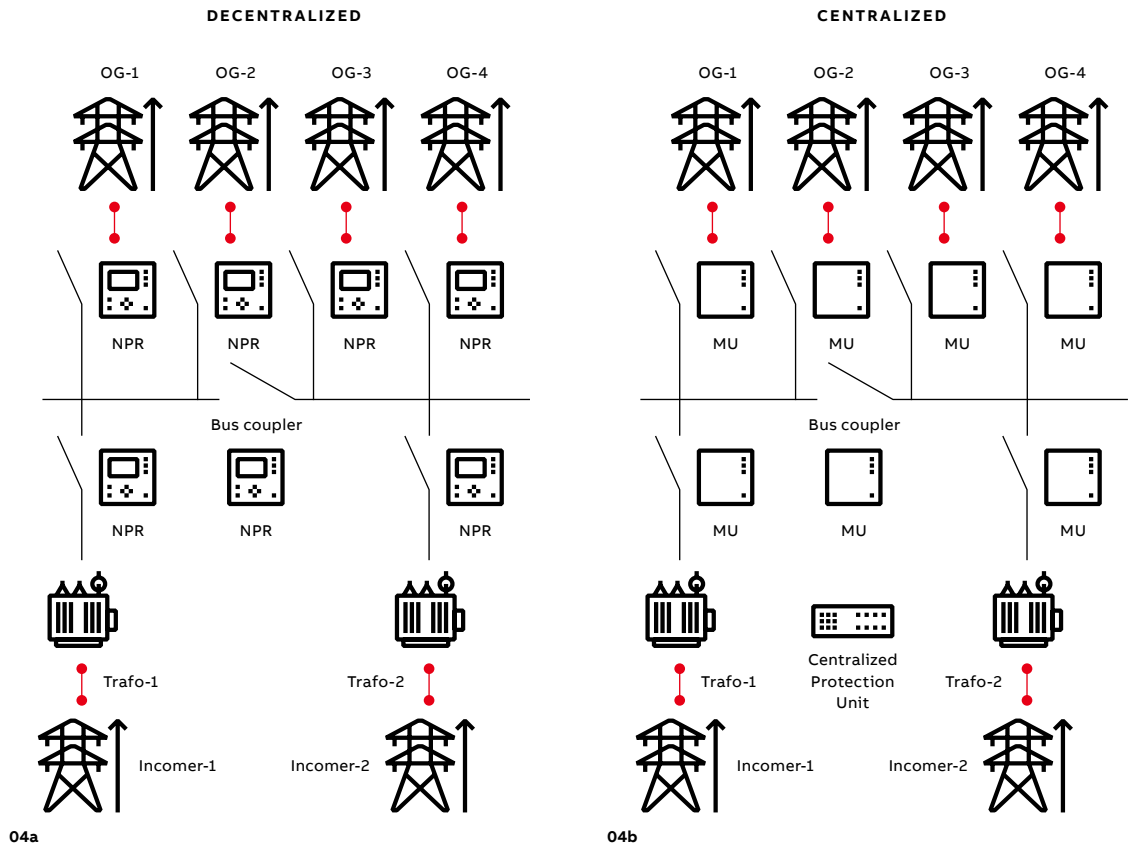 DECENTRALIZED
OG-1 OG-2 OG-3 OG-4
NPR NPR NPR NPR
Bus coupler
NPR NPR NPR
Trafo-1 Trafo-2
Incomer-1 Incomer-2
04a
CENTRALIZED
OG-1 OG-2 OG-3 OG-4
MU MU MU MU
Bus coupler
MU MU MU
Centralized
Protection
Unit
Trafo-1 Trafo-2
Incomer-1 Incomer-2
04b